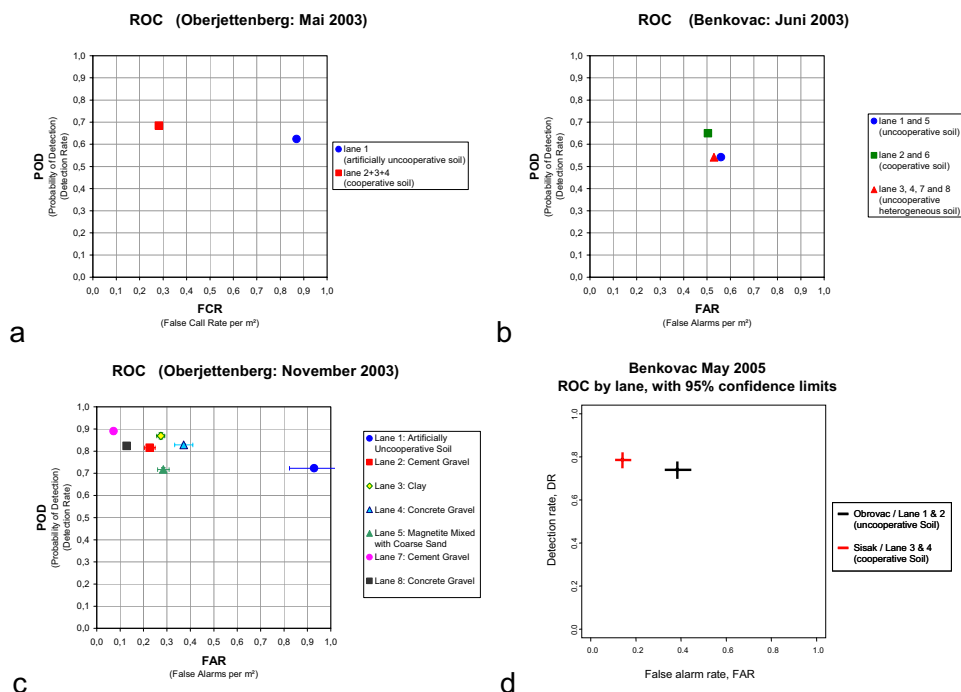 ROC (Oberjettenberg: Mai 2003)
1,0
0,9
0,8
0,7
0,6
0,5
0,4
0,3
0,2
0,1
0,0
POD
(Probability of Detection)
(Detection Rate)
0,0 0,1 0,2 0,3 0,4 0,5 0,6 0,7 0,8 0,9 1,0
FCR
(False Call Rate per m²)
lane 1
(artificially uncooperative soil)
lane 2+3+4
(cooperative soil)
a
ROC (Benkovac: Juni 2003)
1,0
0,9
0,8
0,7
0,6
0,5
0,4
0,3
0,2
0,1
0,0
POD
(Probability of Detection)
(Detection Rate)
0,0 0,1 0,2 0,3 0,4 0,5 0,6 0,7 0,8 0,9 1,0
FAR
(False Alarms per m²)
lane 1 and 5
(uncooperative soil)
lane 2 and 6
(cooperative soil)
lane 3, 4, 7 and 8
(uncooperative
heterogeneous soil)
b
ROC (Oberjettenberg: November 2003)
1,0
0,9
0,8
0,7
0,6
0,5
0,4
0,3
0,2
0,1
0,0
POD
(Probability of Detection)
(Detection Rate)
0,0 0,1 0,2 0,3 0,4 0,5 0,6 0,7 0,8 0,9 1,0
FAR
(False Alarms per m²)
Lane 1: Artificially
Uncooperative Soil
Lane 2: Cement Gravel
Lane 3: Clay
Lane 4: Concrete Gravel
Lane 5: Magnetite Mixed
with Coarse Sand
Lane 7: Cement Gravel
Lane 8: Concrete Gravel
c
Benkovac May 2005
ROC by lane, with 95% confidence limits
1.0
0.8
0.6
0.4
0.2
0.0
Detection rate, DR
0.0 0.2 0.4 0.6 0.8 1.0
False alarm rate, FAR
Obrovac / Lane 1 & 2
(uncooperative Soil)
Sisak / Lane 3 & 4
(cooperative Soil)
d